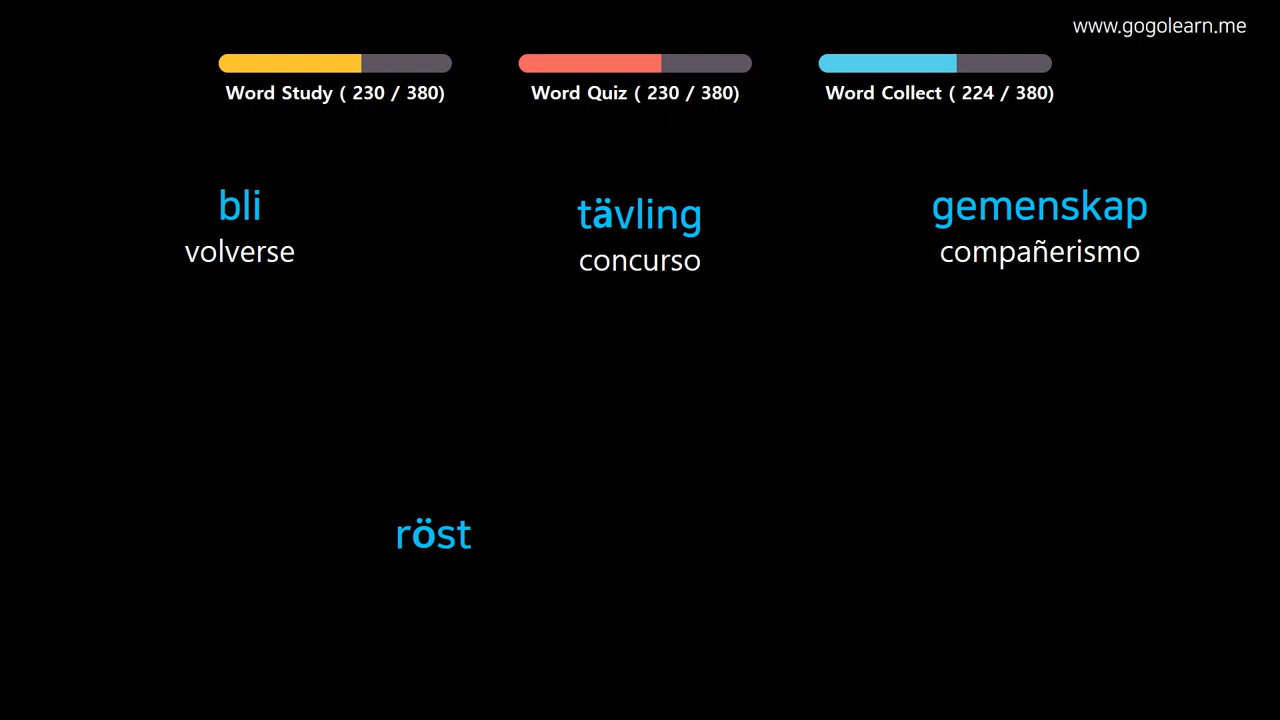 www.gogolearn.me
Word Study ( 230 / 380)
Word Quiz ( 230 / 380)
Word Collect ( 224 / 380)
bli
volverse
tävling
concurso
gemenskap
compañerismo
röst